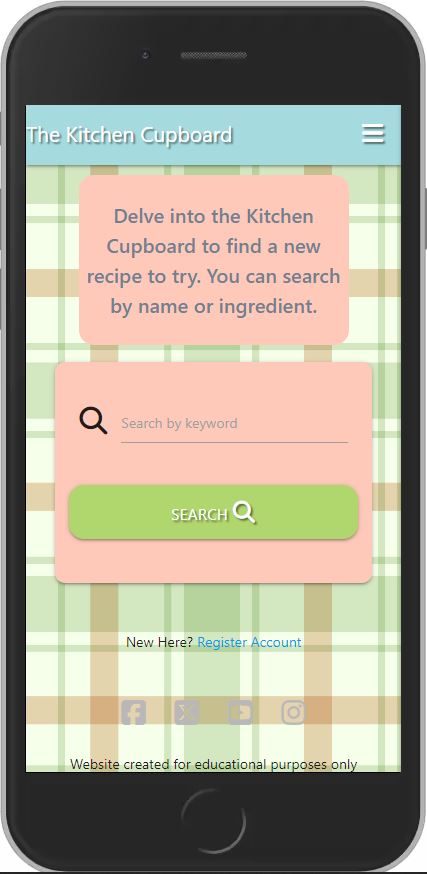 The Kitchen Cupboard
Delve into the Kitchen
Cupboard to find a new
recipe to try. You can search
by name or ingredient.
Search by keyword
SEARCH
New Here? Register Account
Website created for educational purposes only